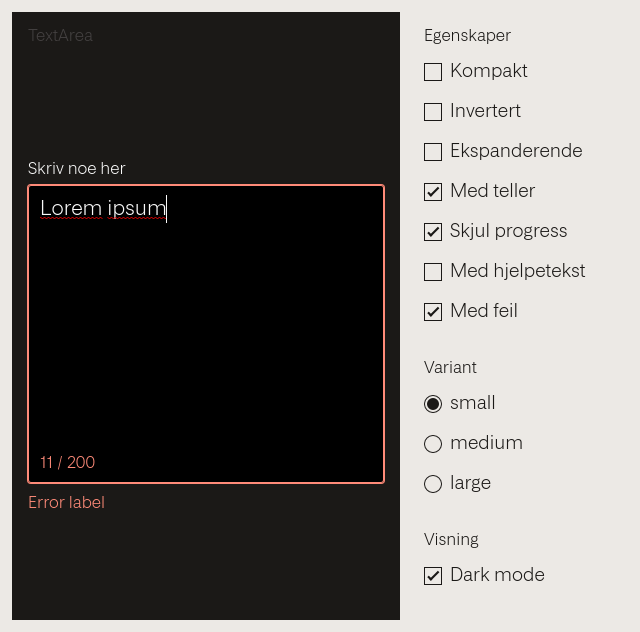 TextArea
Skriv noe her
Lorem ipsum
11 / 200
Error label
Egenskaper
Kompakt
Invertert
Ekspanderende
Med teller
Skjul progress
Med hjelpetekst
Med feil
Variant
small
medium
large
Visning
Dark mode